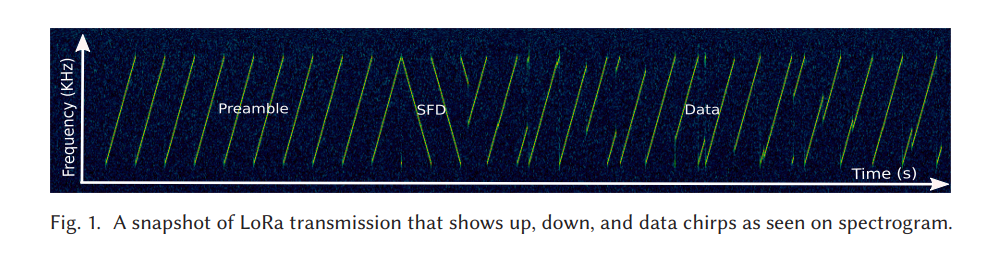 Frequency (KHz)
Preamble
SFD
Data
Time (s)
Fig. 1. A snapshot of LoRa transmission that shows up, down, and data chirps as seen on spectrogram.